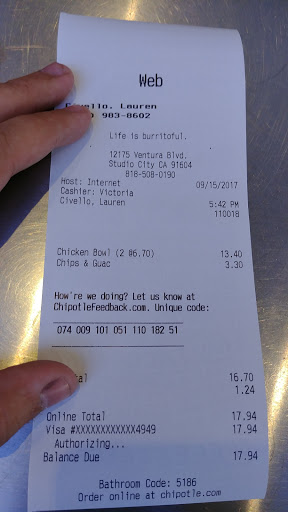 Web
Civello, Lauren
903-8602
Life is burritoful.
12175 Ventura Blvd.
Studio City CA 91604
818-508-0190
Host: Internet 09/15/2017
Cashier: Victoria
Civello, Lauren 5:42 PM
110018
Chicken Bowl (2 @6.70) 13.40
Chips & Guac 3.30
How're we doing? Let us know at
ChipotleFeedback.com. Unique code:
074 009 101 051 110 182 51
16.70
1.24
Online Total 17.94
Visa #XXXXXXXXXXXX4949 17.94
Authorizing...
Balance Due 17.94
Bathroom Code: 5186
Order online at chipotle.com